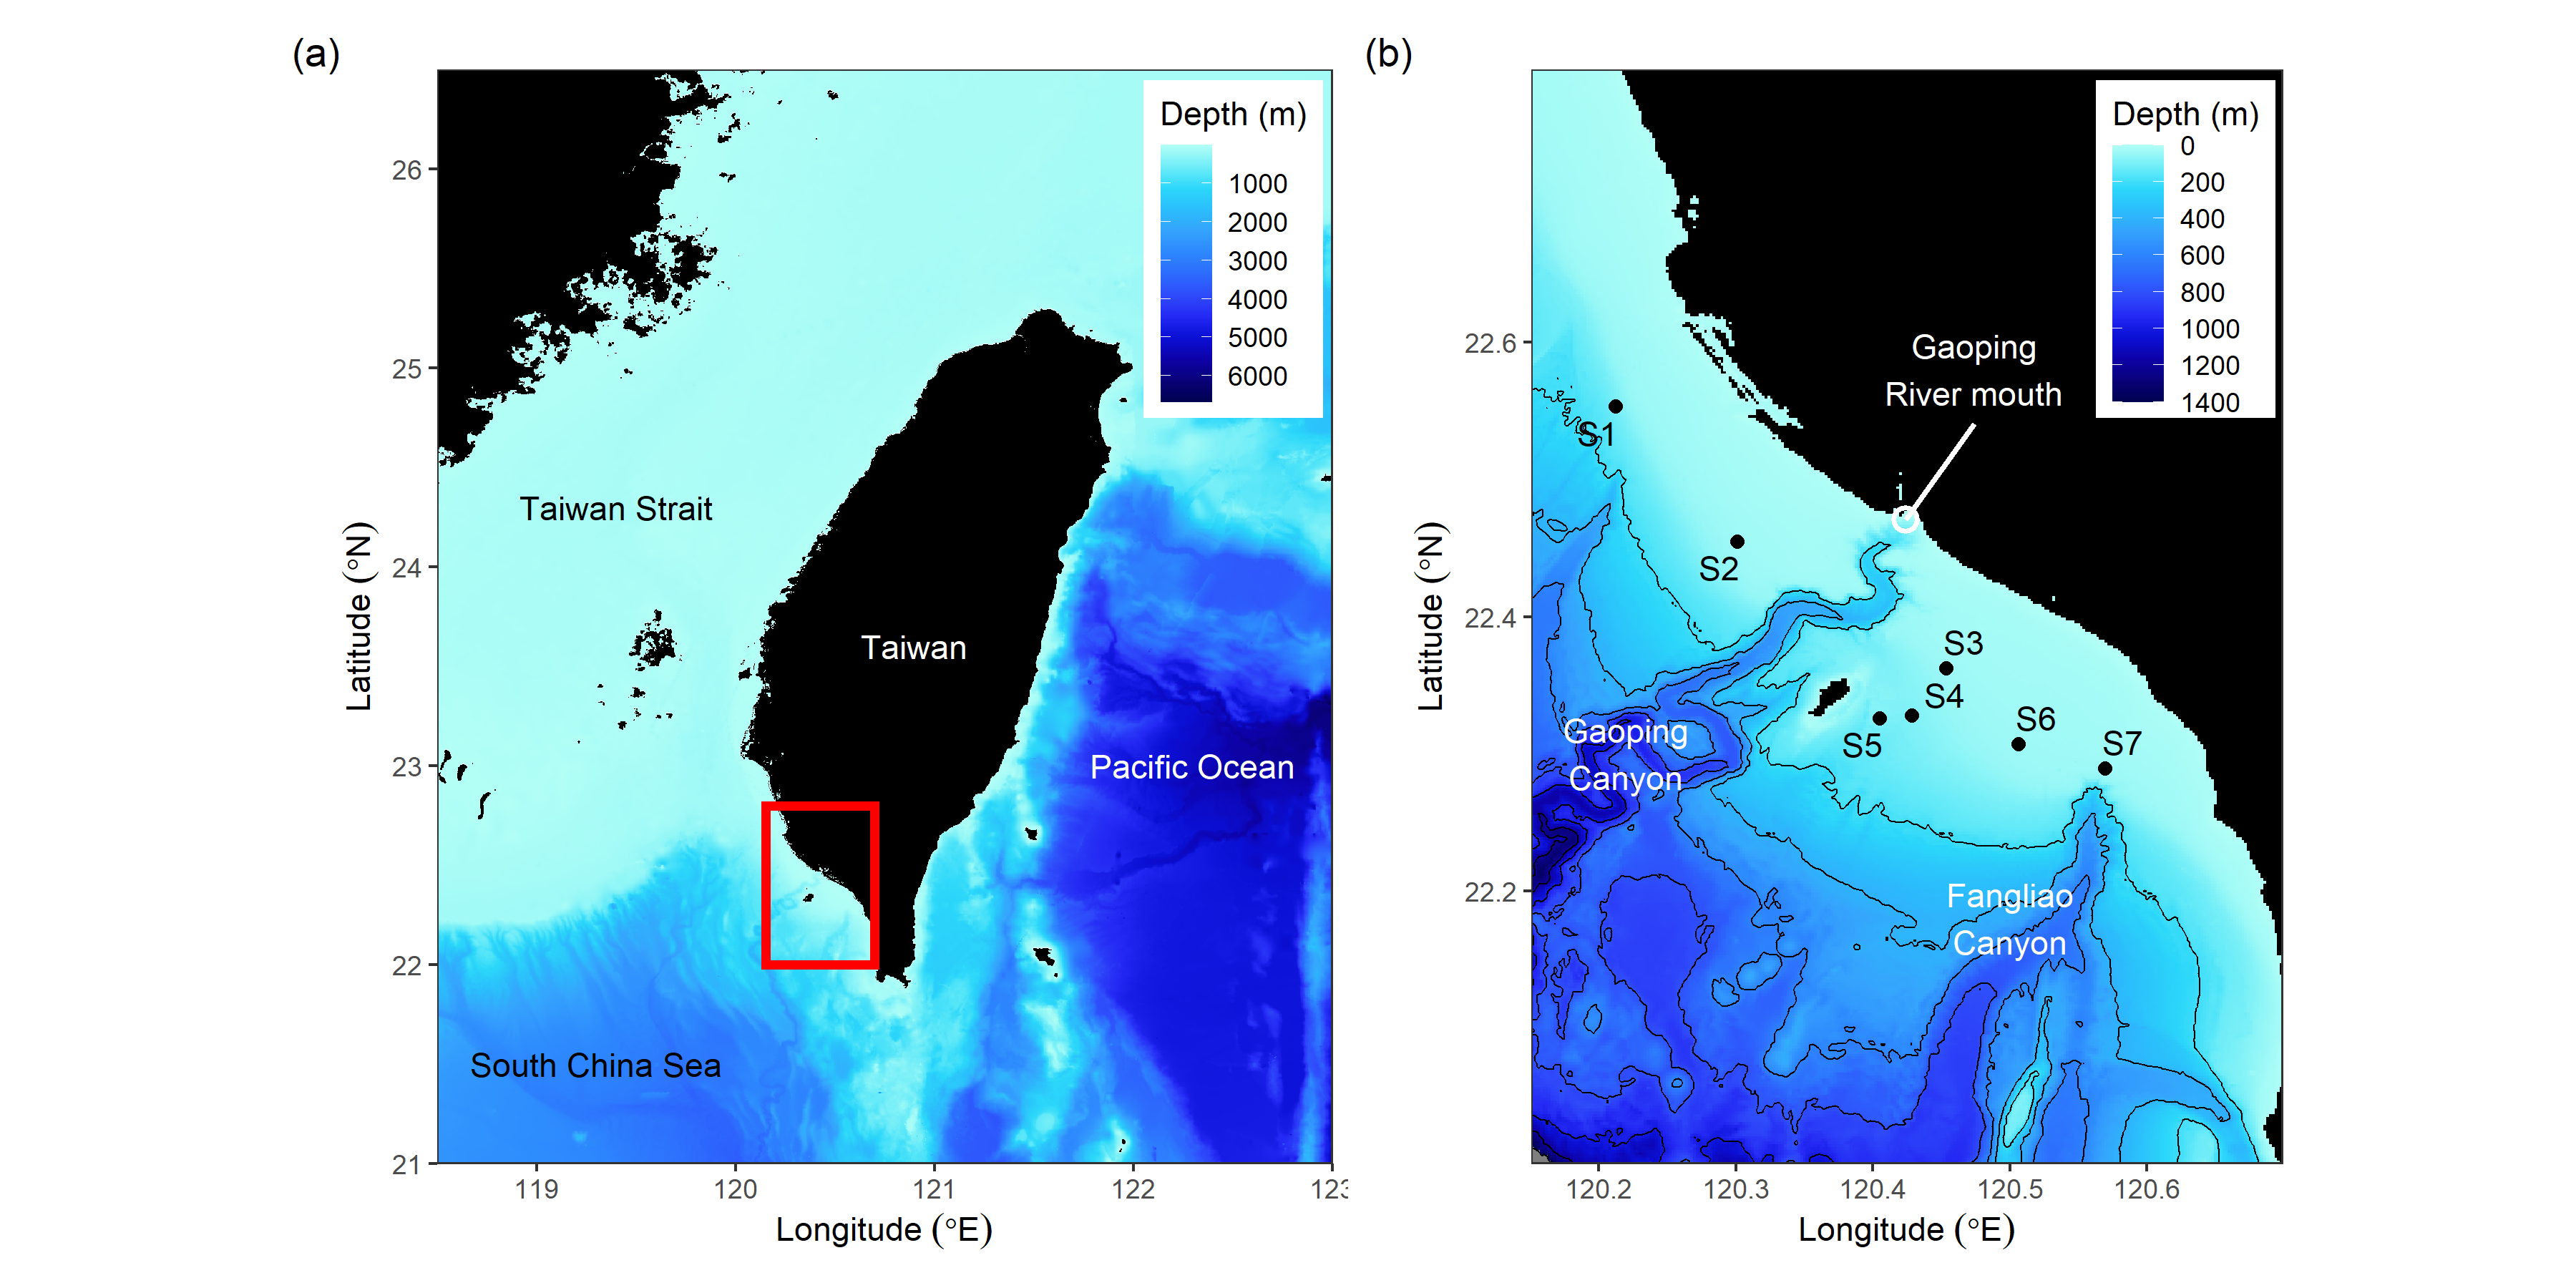 (a)
Depth (m)
1000
2000
3000
4000
5000
6000
26
25
24
23
22
21
Latitude (°N)
Taiwan Strait
Taiwan
Pacific Ocean
South China Sea
119
120
121
122
123
Longitude (°E)
(b)
Depth (m)
0
200
400
600
800
1000
1200
1400
Gaoping
River mouth
22.6
22.4
22.2
Latitude (°N)
S1
S2
S3
S4
S5
S6
S7
Gaoping
Canyon
Fangliao
Canyon
120.2
120.3
120.4
120.5
120.6
Longitude (°E)